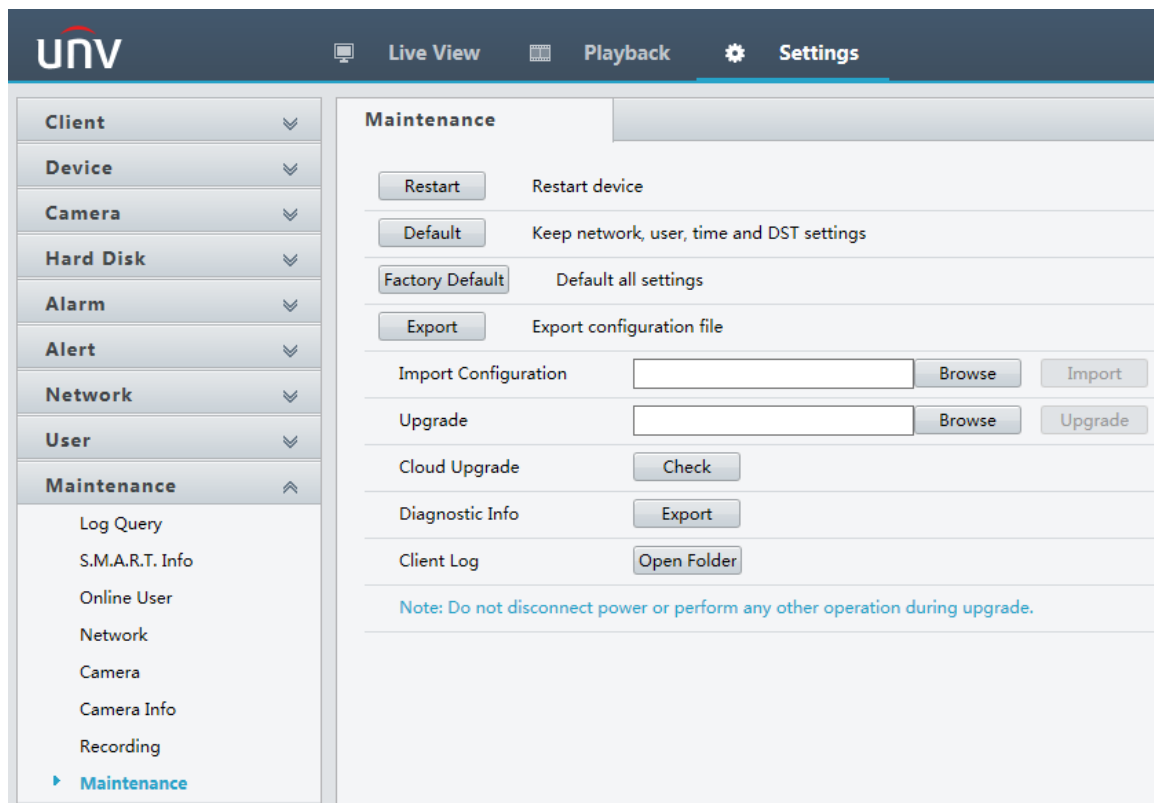 unv
Live View
Playback
Settings
Client
Device
Camera
Hard Disk
Alarm
Alert
Network
User
Maintenance
Log Query
S.M.A.R.T. Info
Online User
Network
Camera
Camera Info
Recording
Maintenance
Maintenance
Restart Restart device
Default Keep network, user, time and DST settings
Factory Default Default all settings
Export Export configuration file
Import Configuration Browse Import
Upgrade Browse Upgrade
Cloud Upgrade Check
Diagnostic Info Export
Client Log Open Folder
Note: Do not disconnect power or perform any other operation during upgrade.